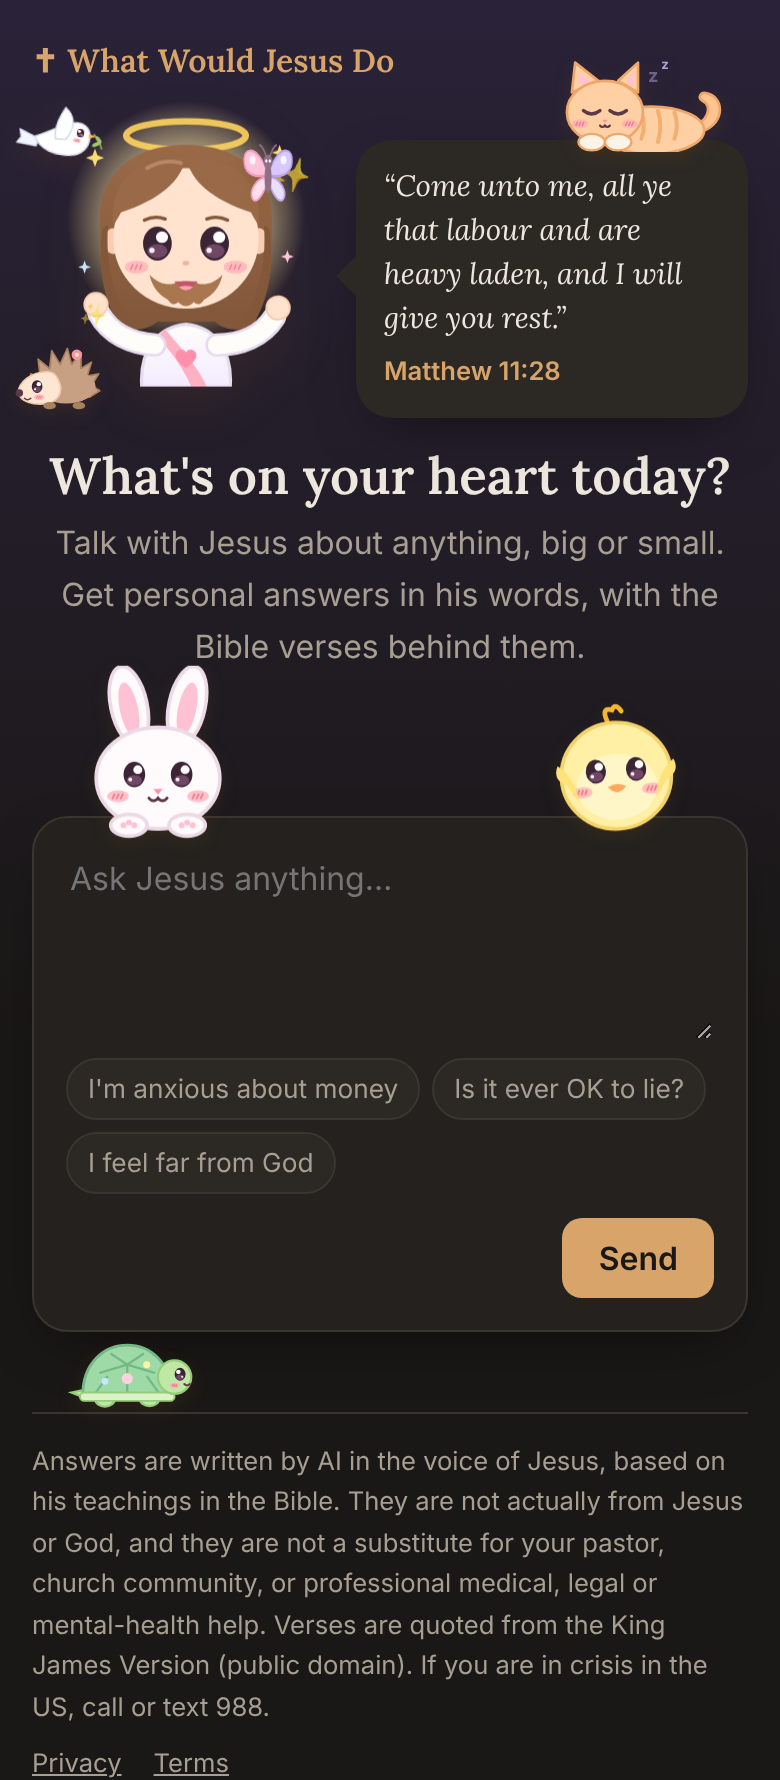 ✝ What Would Jesus Do
z z
“Come unto me, all ye
that labour and are
heavy laden, and I will
give you rest.”
Matthew 11:28
What's on your heart today?
Talk with Jesus about anything, big or small.
Get personal answers in his words, with the
Bible verses behind them.
Ask Jesus anything...
I'm anxious about money
Is it ever OK to lie?
I feel far from God
Send
Answers are written by AI in the voice of Jesus, based on
his teachings in the Bible. They are not actually from Jesus
or God, and they are not a substitute for your pastor,
church community, or professional medical, legal or
mental-health help. Verses are quoted from the King
James Version (public domain). If you are in crisis in the
US, call or text 988.
Privacy Terms